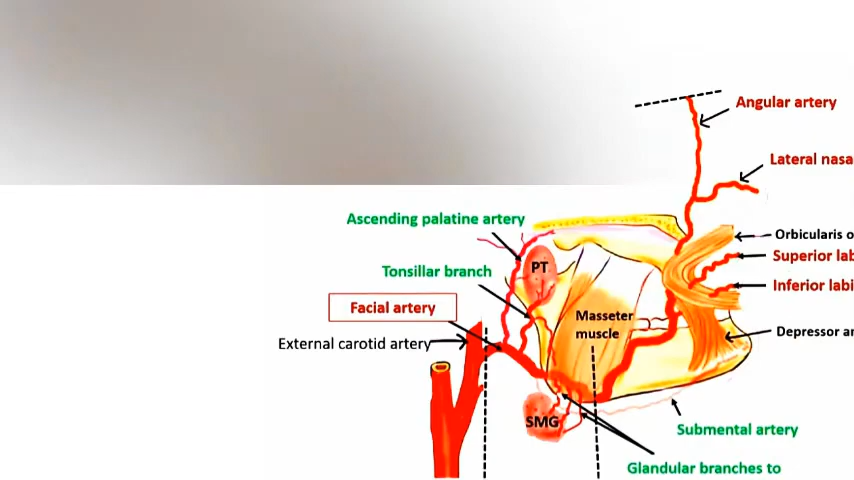 Angular artery
Lateral nasa
Ascending palatine artery
Orbicularis o
Superior lab
PT
Tonsillar branch
Inferior labi
Facial artery
Masseter
muscle
Depressor an
External carotid artery
SMG
Submental artery
Glandular branches to